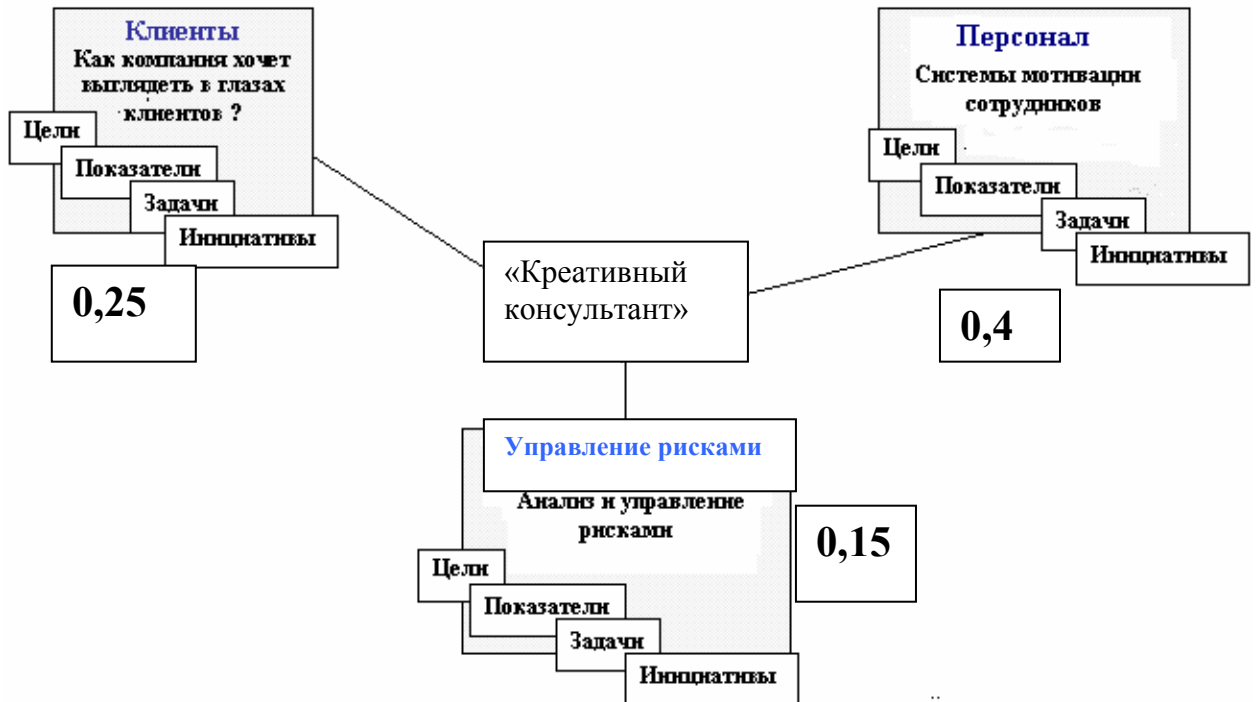 Клиенты
Как компания хочет
выглядеть в глазах
клиентов ?
Цели
Показатели
Задачи
Инициативы
0,25
Персонал
Системы мотивации
сотрудников
Цели
Показатели
Задачи
Инициативы
0,4
«Креативный
консультант»
Управление рисками
Анализ и управление
рисками
Цели
Показатели
Задачи
Инициативы
0,15